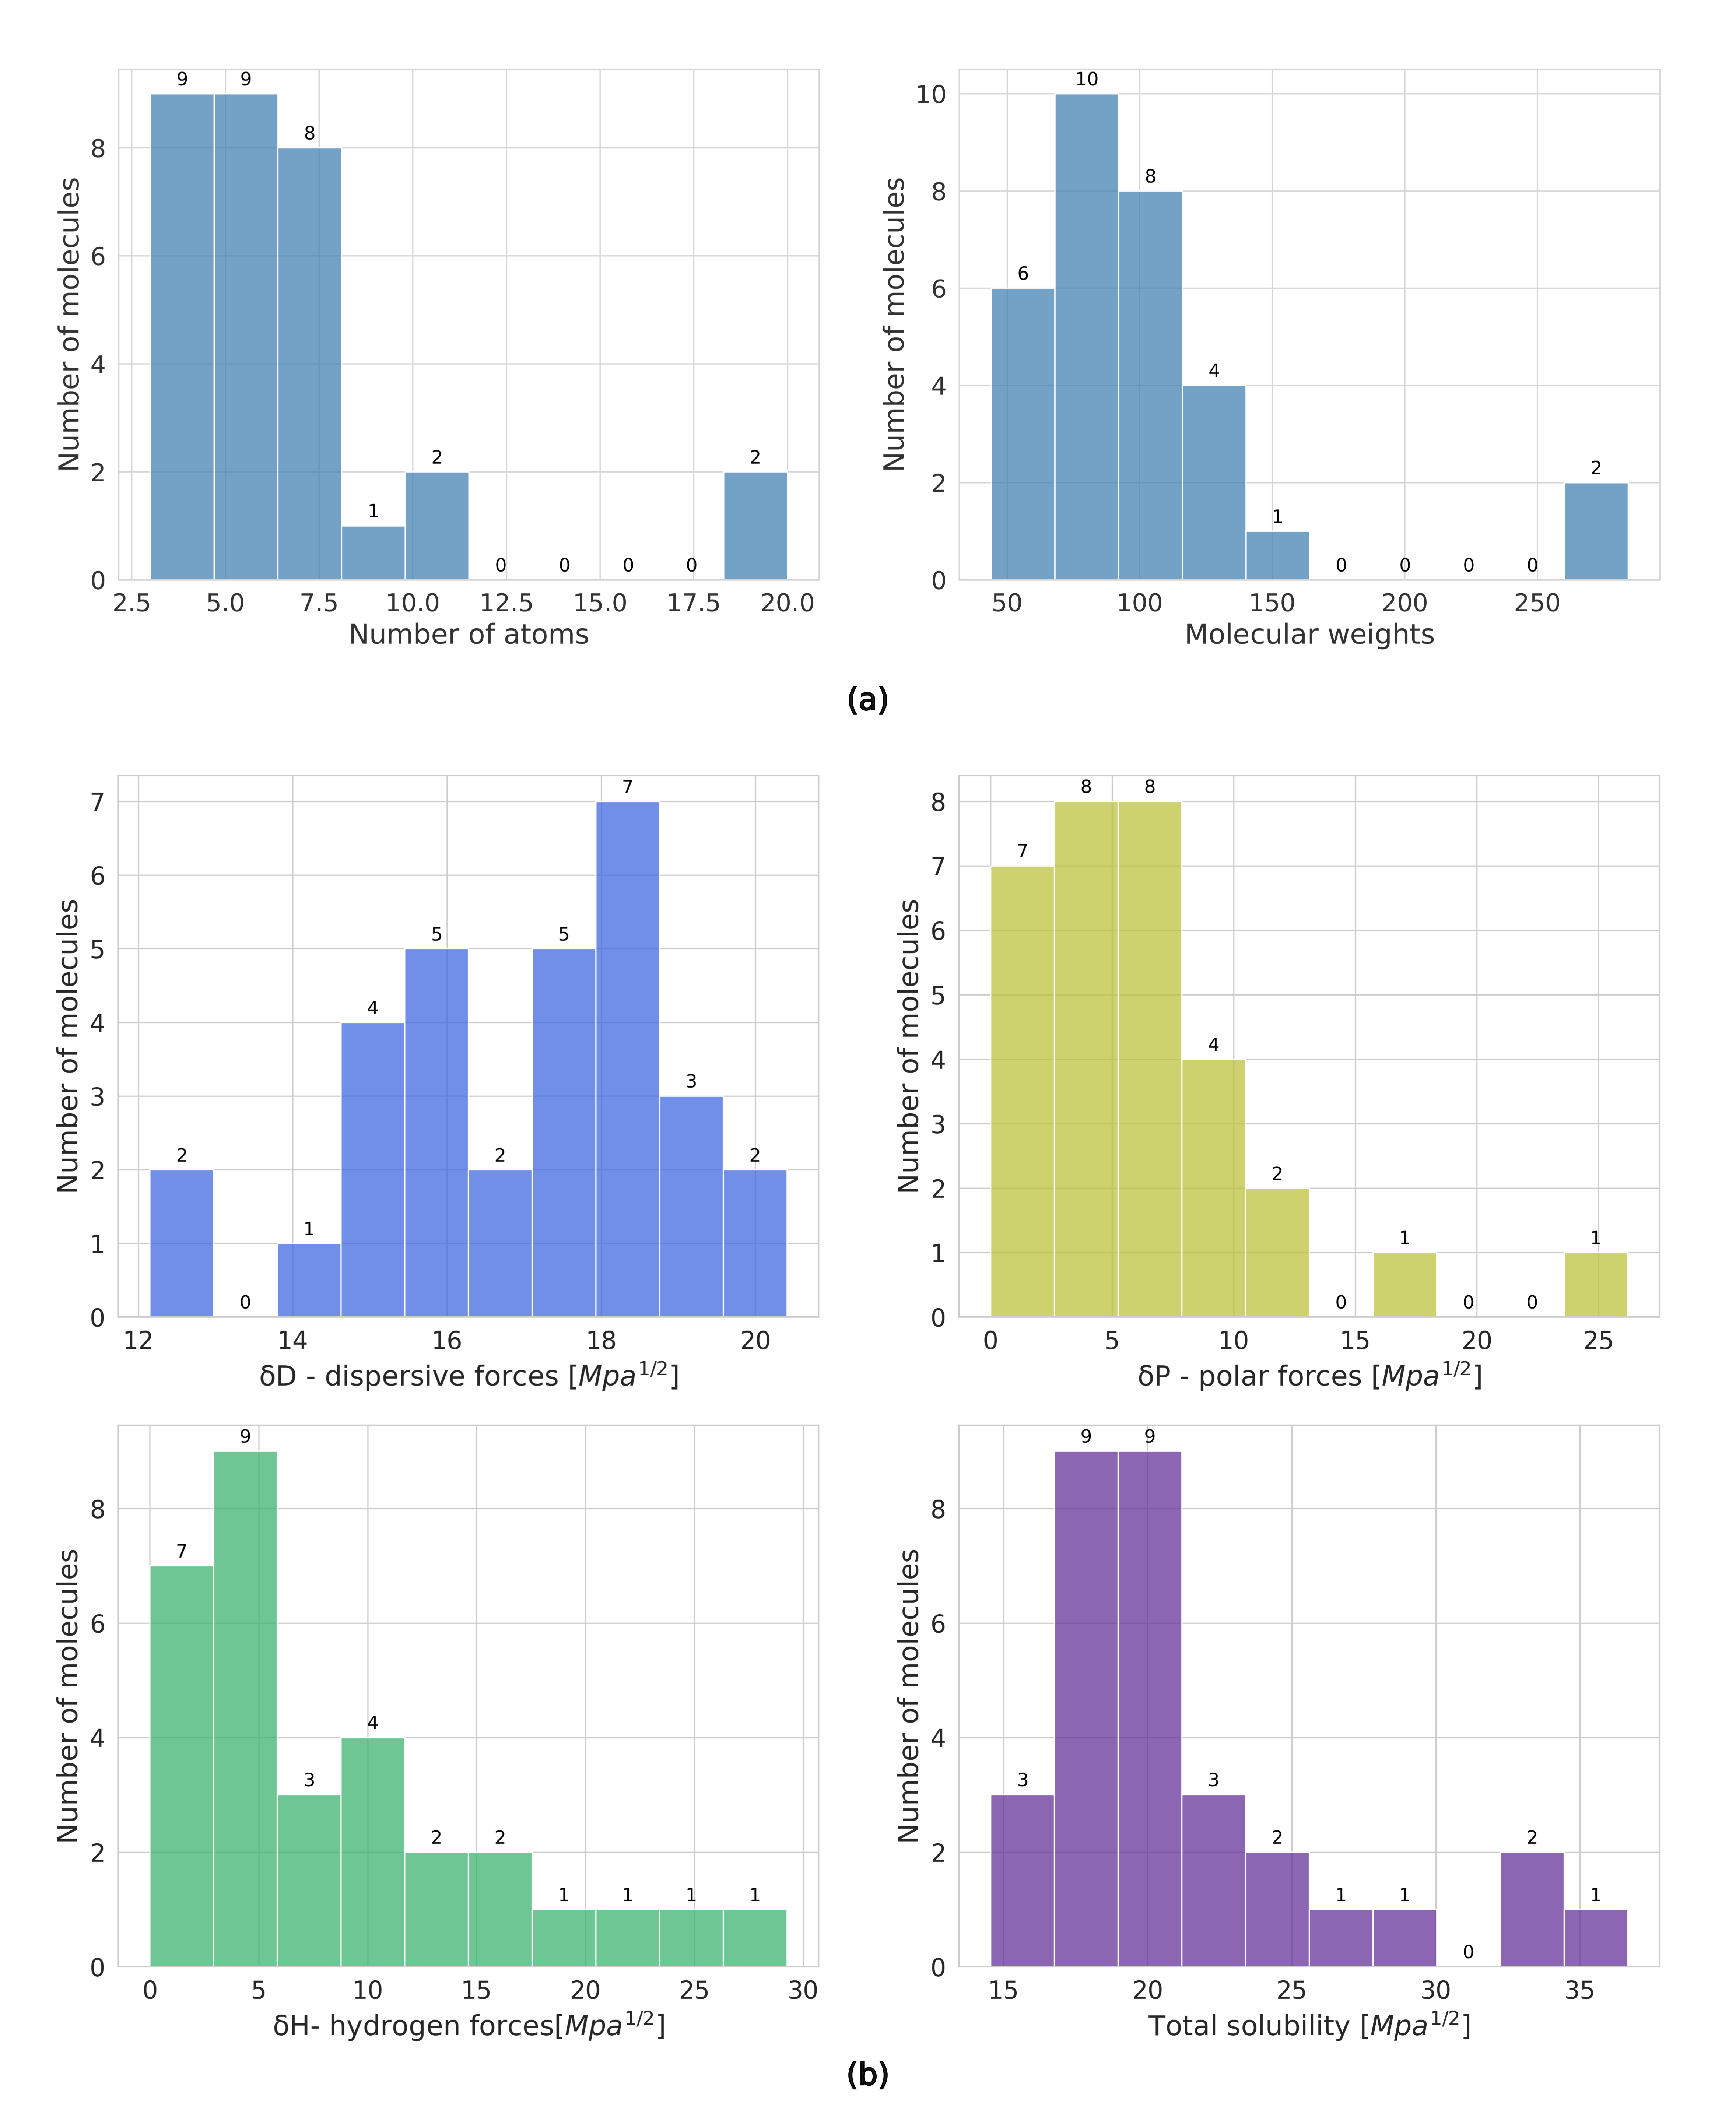 9 9
8
8
6
4
2
2 2
1
0 0 0 0
0
2.5 5.0 7.5 10.0 12.5 15.0 17.5 20.0
Number of atoms
Number of molecules
10
10
8
8
6
6
4
4
2
2
1
0 0 0 0
0
50 100 150 200 250
Molecular weights
Number of molecules
(a)
7
7
6
5
5 5
4
4
3
3
2
2 2 2
1
1
0
0
12 14 16 18 20
δD - dispersive forces [Mpa^1/2]
Number of molecules
8
8 8
7
7
6
5
4
4
3
2
2
1
1 1
0
0 0 0
0 5 10 15 20 25
δP - polar forces [Mpa^1/2]
Number of molecules
9
8
7
6
4
4
3
2
2 2
1 1 1 1
0
0 5 10 15 20 25 30
δH- hydrogen forces[Mpa^1/2]
Number of molecules
9 9
8
6
4
3 3
2
2 2
1 1 1
0
0
15 20 25 30 35
Total solubility [Mpa^1/2]
Number of molecules
(b)